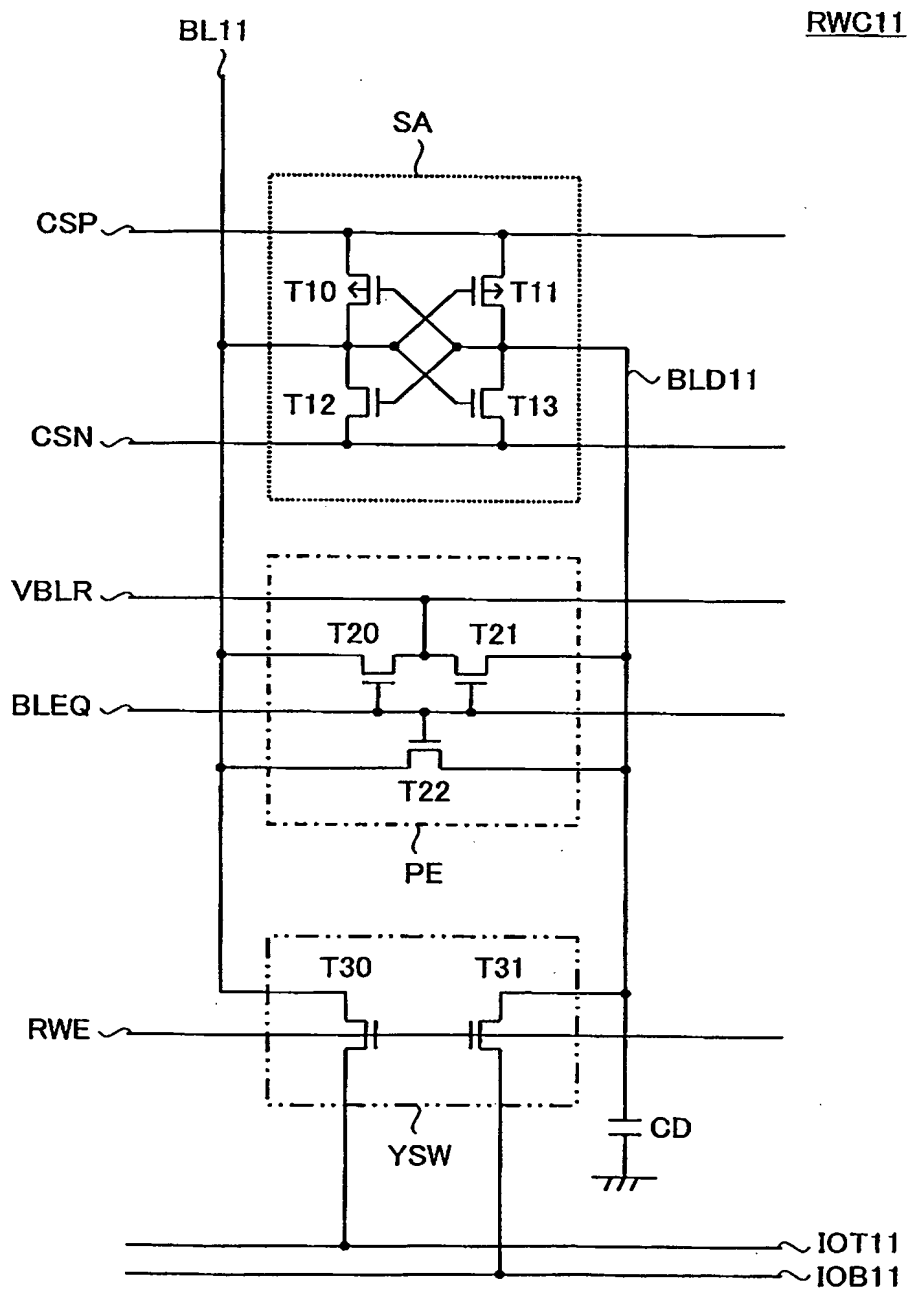 RWC11
BL11
SA
CSP
T10
T11
BLD11
T12
T13
CSN
VBLR
T20
T21
BLEQ
T22
PE
T30
T31
RWE
CD
YSW
IOT11
IOB11